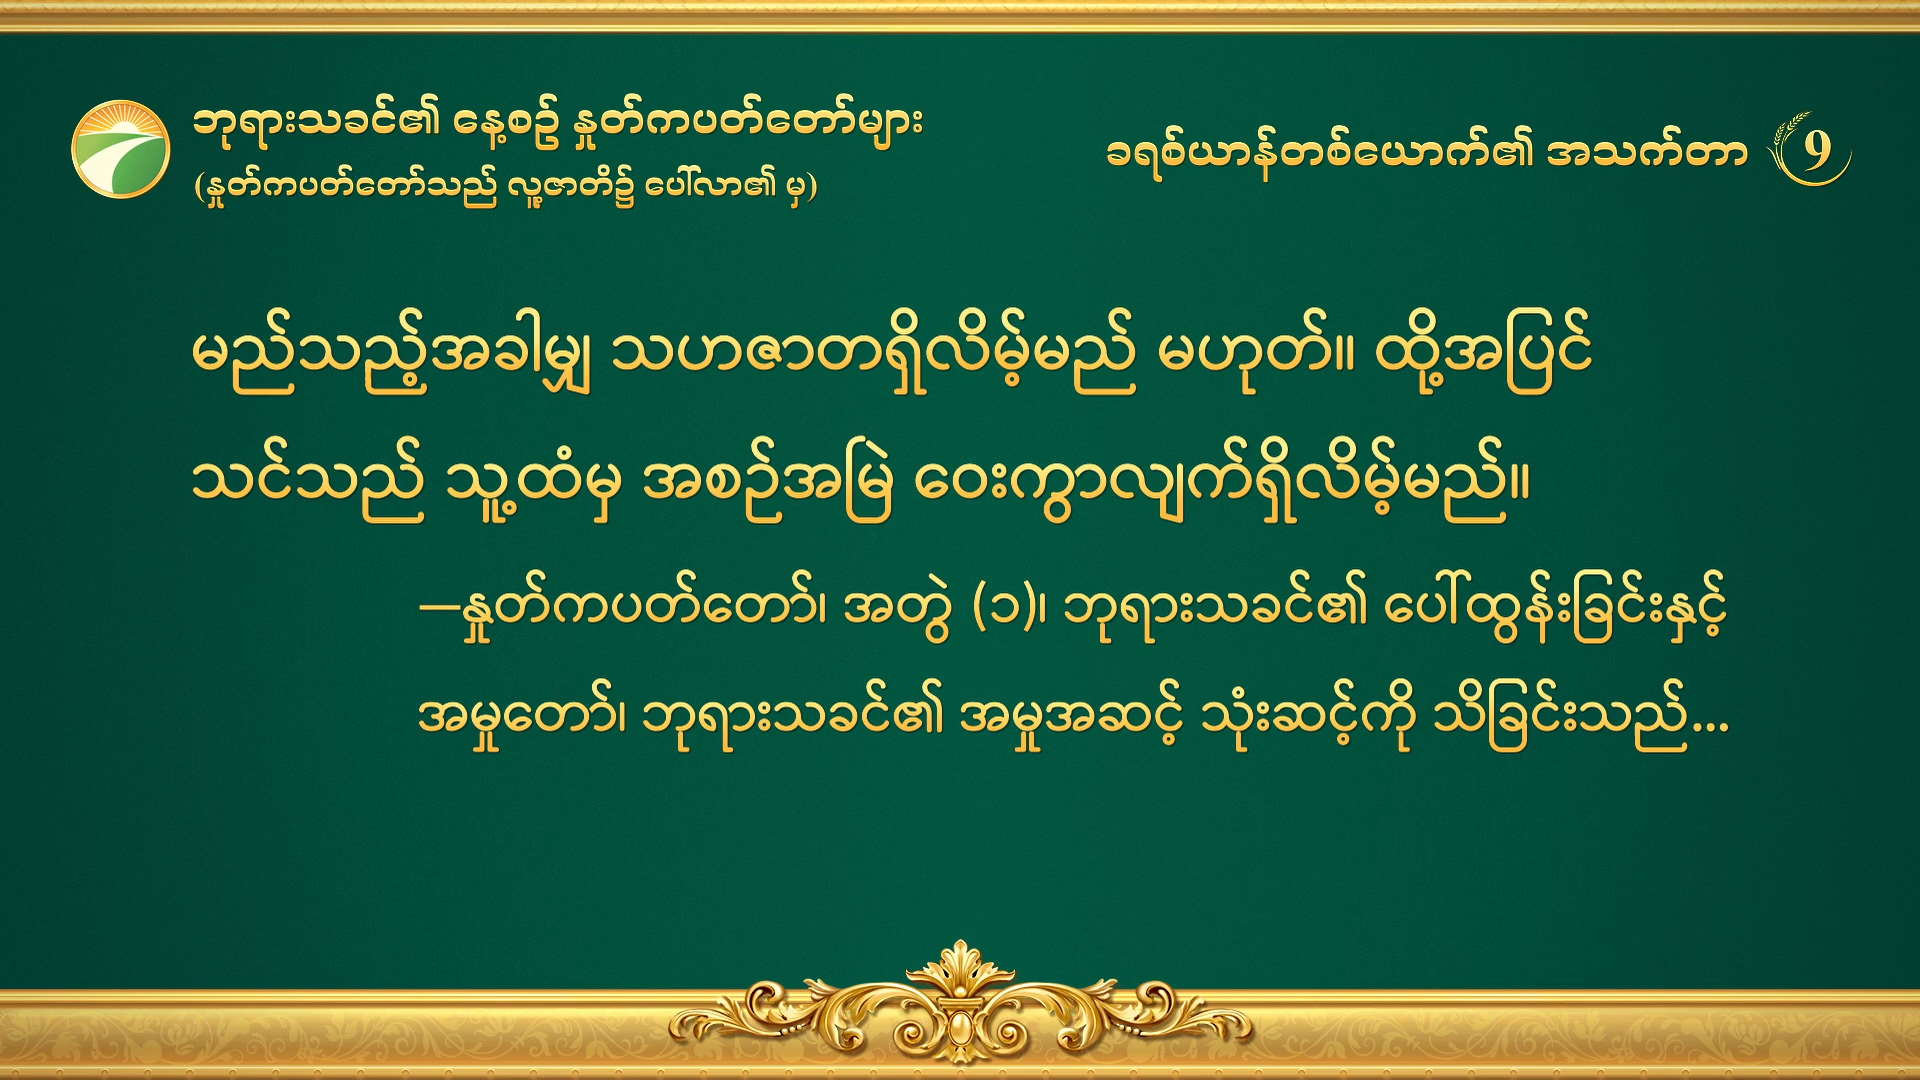 ဘုရားသခင်၏ နေ့စဉ် နှုတ်ကပတ်တော်များ
(နှုတ်ကပတ်တော်သည် လူ့ဇာတိ၌ ပေါ်လာ၏ မှ)
ခရစ်ယာန်တစ်ယောက်၏ အသက်တာ 9
မည်သည့်အခါမျှ သဟဇာတရှိလိမ့်မည် မဟုတ်။ ထို့အပြင်
သင်သည် သူ့ထံမှ အစဉ်အမြဲ ဝေးကွာလျက်ရှိလိမ့်မည်။
—နှုတ်ကပတ်တော်၊ အတွဲ (၁)၊ ဘုရားသခင်၏ ပေါ်ထွန်းခြင်းနှင့်
အမှုတော်၊ ဘုရားသခင်၏ အမှုအဆင့် သုံးဆင့်ကို သိခြင်းသည်...